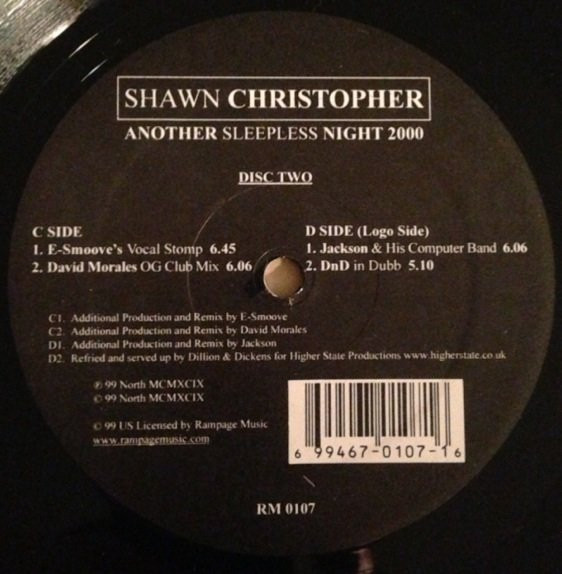 SHAWN CHRISTOPHER
ANOTHER SLEEPLESS NIGHT 2000
DISC TWO
C SIDE
1. E-Smoove's Vocal Stomp 6.45
2. David Morales OG Club Mix 6.06
D SIDE (Logo Side)
1. Jackson & His Computer Band 6.06
2. DnD in Dubb 5.10
C1. Additional Production and Remix by E-Smoove
C2. Additional Production and Remix by David Morales
D1. Additional Production and Remix by Jackson
D2. Refried and served up by Dillion & Dickens for Higher State Productions www.higherstate.co.uk
℗ 99 North MCMXCIX
© 99 North MCMXCIX
© 99 US Licensed by Rampage Music
www.rampagemusic.com
6 99467-0107-1 6
RM 0107